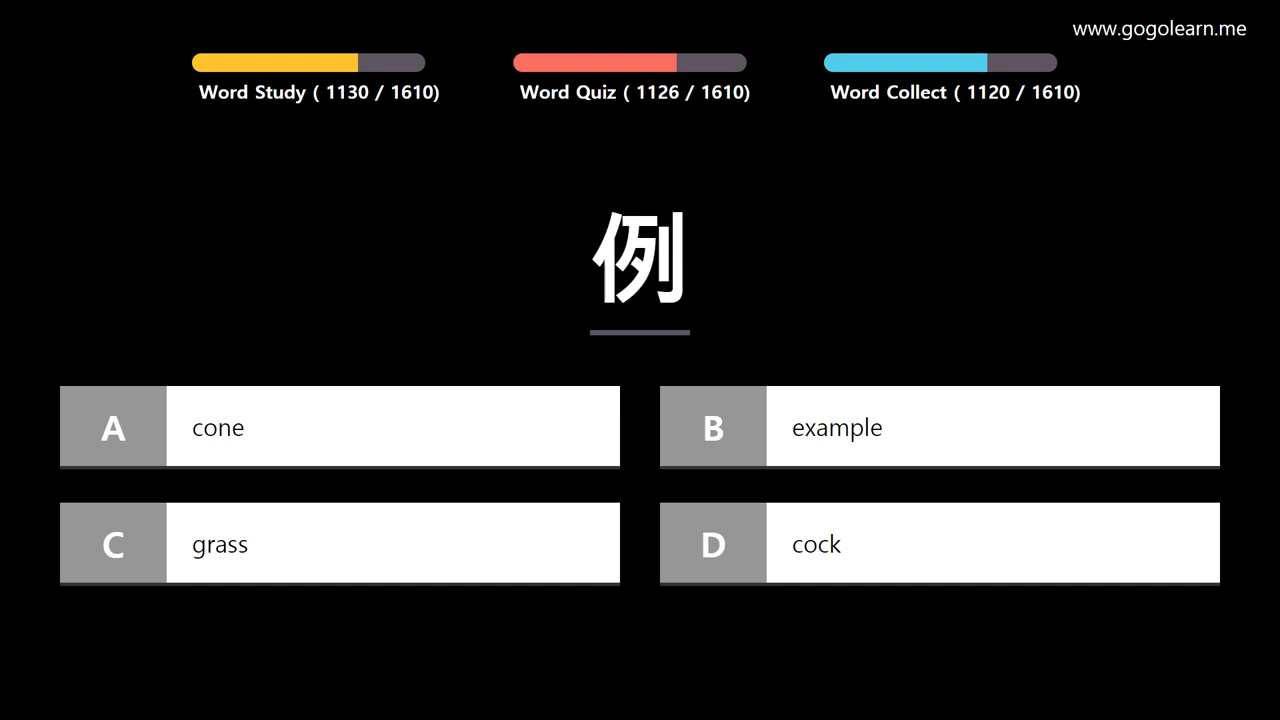 www.gogolearn.me
Word Study ( 1130 / 1610)
Word Quiz ( 1126 / 1610)
Word Collect ( 1120 / 1610)
例
A cone
B example
C grass
D cock